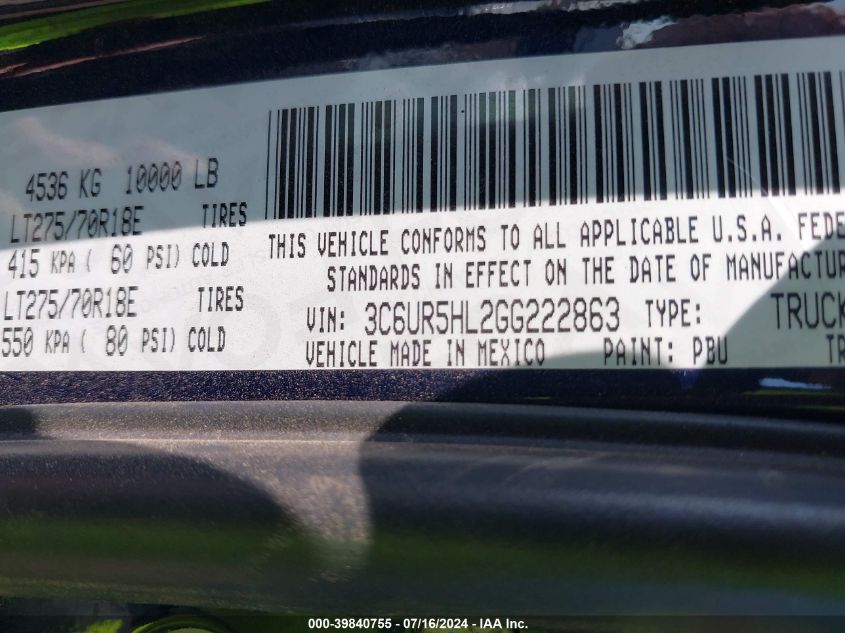 4536 KG 10000 LB
LT275/70R18E TIRES
415 KPA ( 60 PSI) COLD
LT275/70R18E TIRES
550 KPA ( 80 PSI) COLD
THIS VEHICLE CONFORMS TO ALL APPLICABLE U.S.A. FEDE
STANDARDS IN EFFECT ON THE DATE OF MANUFACTUR
VIN: 3C6UR5HL2GG222863 TYPE: TRUCK
VEHICLE MADE IN MEXICO PAINT: PBU TR
000-39840755 - 07/16/2024 - IAA Inc.